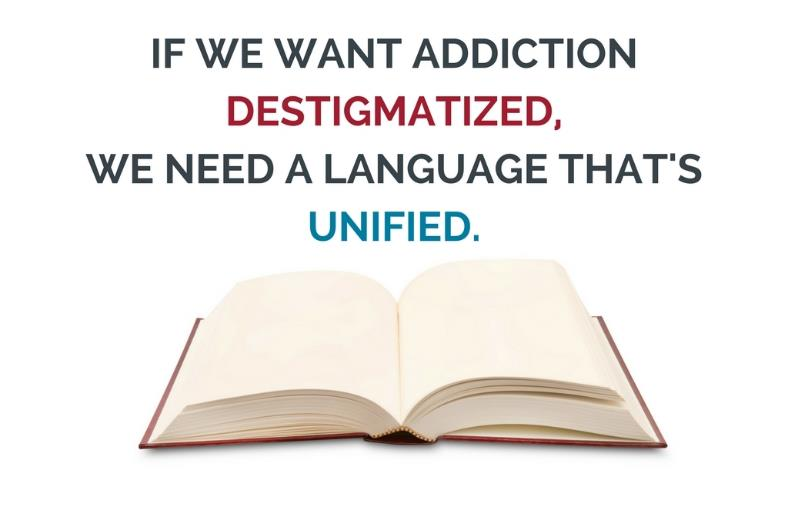 IF WE WANT ADDICTION
DESTIGMATIZED,
WE NEED A LANGUAGE THAT'S
UNIFIED.